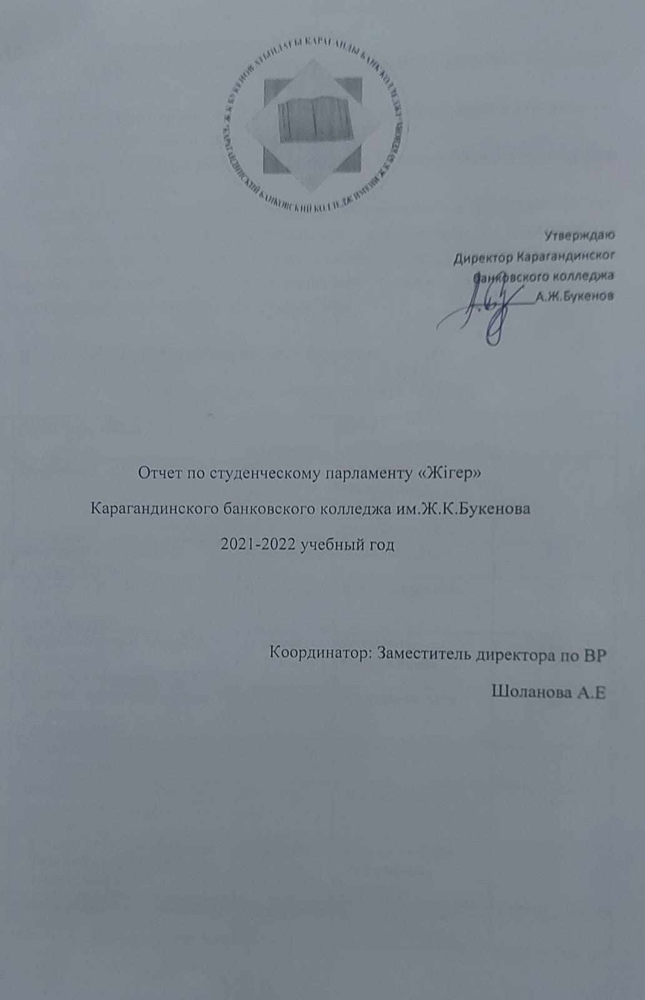 Ж.К БУКЕНОВ АТЫНДАҒЫ ҚАРАҒАНДЫ БАНК КОЛЛЕДЖІ
КАРАГАНДИНСКИЙ БАНКОВСКИЙ КОЛЛЕДЖ ИМЕНИ Ж.К БУКЕНОВА
Утверждаю
Директор Карагандинског
банковского колледжа
А.Ж.Букенов
Отчет по студенческому парламенту «Жігер»
Карагандинского банковского колледжа им.Ж.К.Букенова
2021-2022 учебный год
Координатор: Заместитель директора по ВР
Шоланова А.Е